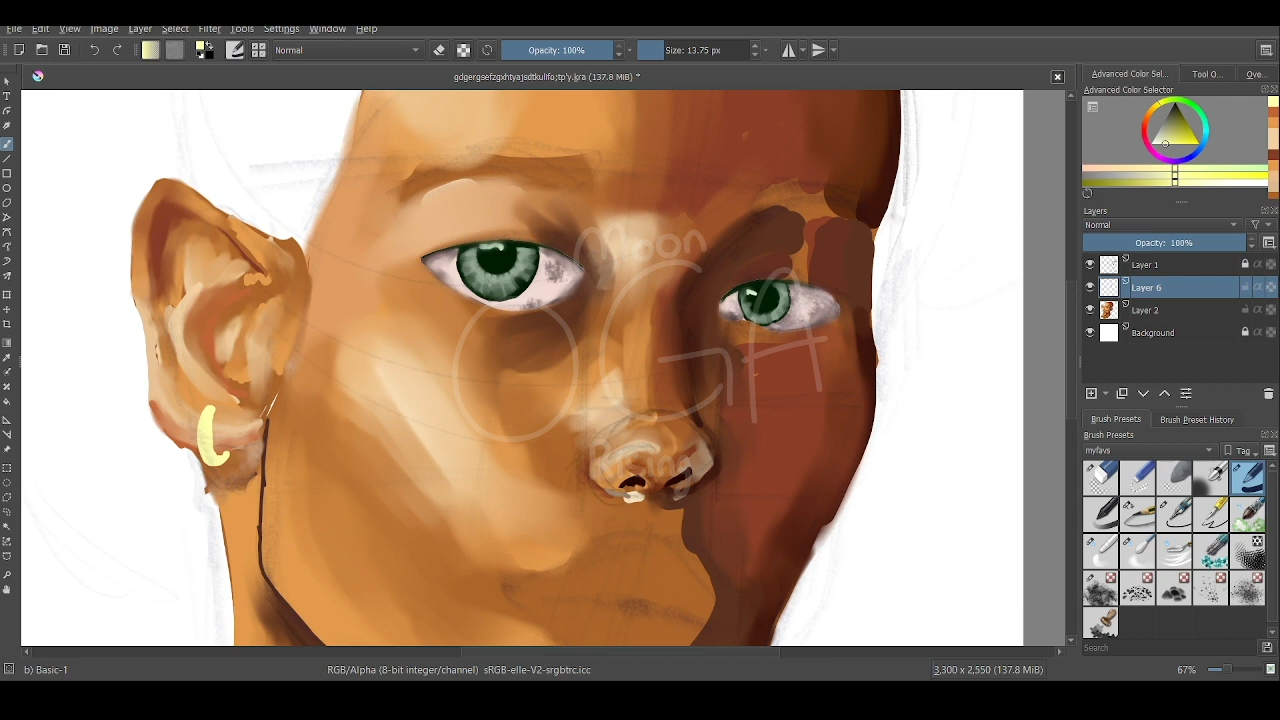 File Edit View Image Layer Select Filter Tools Settings Window Help
Normal Opacity: 100% Size: 13.75 px
gdgergsefzgxhtyajsdtkulifo;tp'y.kra (137.8 MiB) *
Advanced Color Sel... Tool O... Ove...
Advanced Color Selector
Layers
Normal
Opacity: 100%
Layer 1
Layer 6
Layer 2
Background
Brush Presets Brush Preset History
Brush Presets
myfavs Tag
Search
Moon
OGA
Rising
b) Basic-1 RGB/Alpha (8-bit integer/channel) sRGB-elle-V2-srgbtrc.icc 3,300 x 2,550 (137.8 MiB) 67%